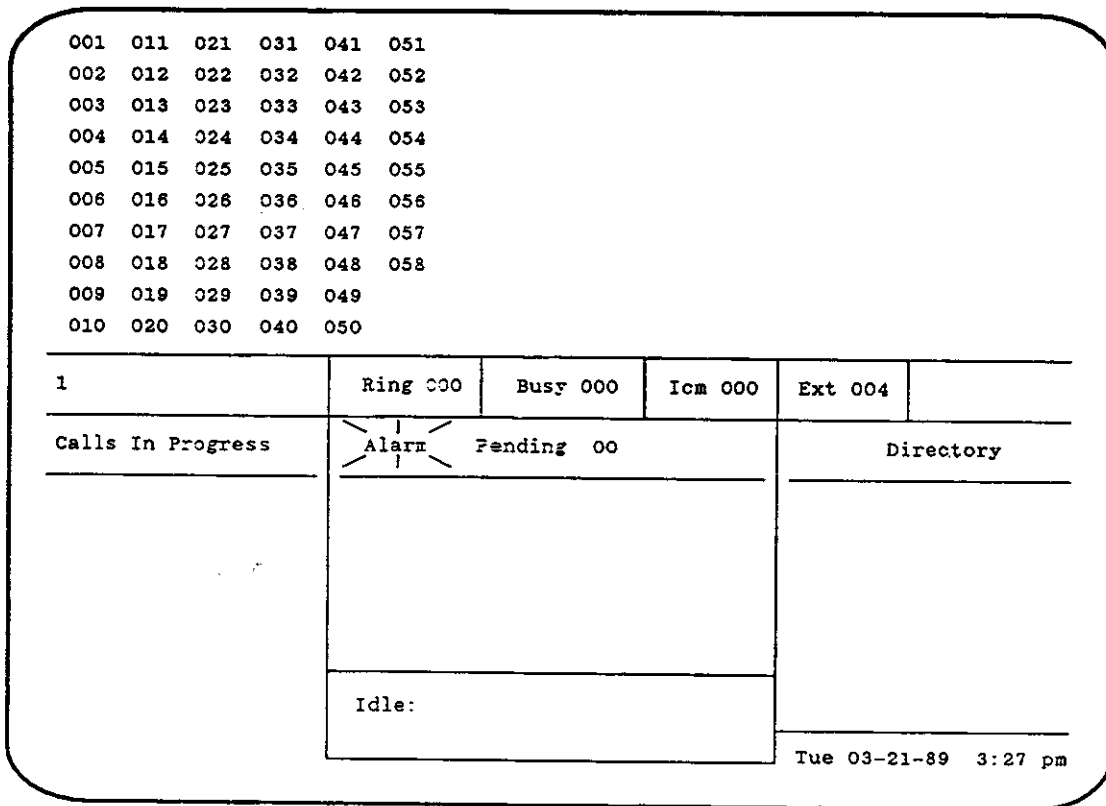 001 011 021 031 041 051
002 012 022 032 042 052
003 013 023 033 043 053
004 014 024 034 044 054
005 015 025 035 045 055
006 016 026 036 046 056
007 017 027 037 047 057
008 018 028 038 048 058
009 019 029 039 049
010 020 030 040 050
1 Ring 000 Busy 000 Icm 000 Ext 004
Calls In Progress Alarm Pending 00 Directory
Idle:
Tue 03-21-89 3:27 pm